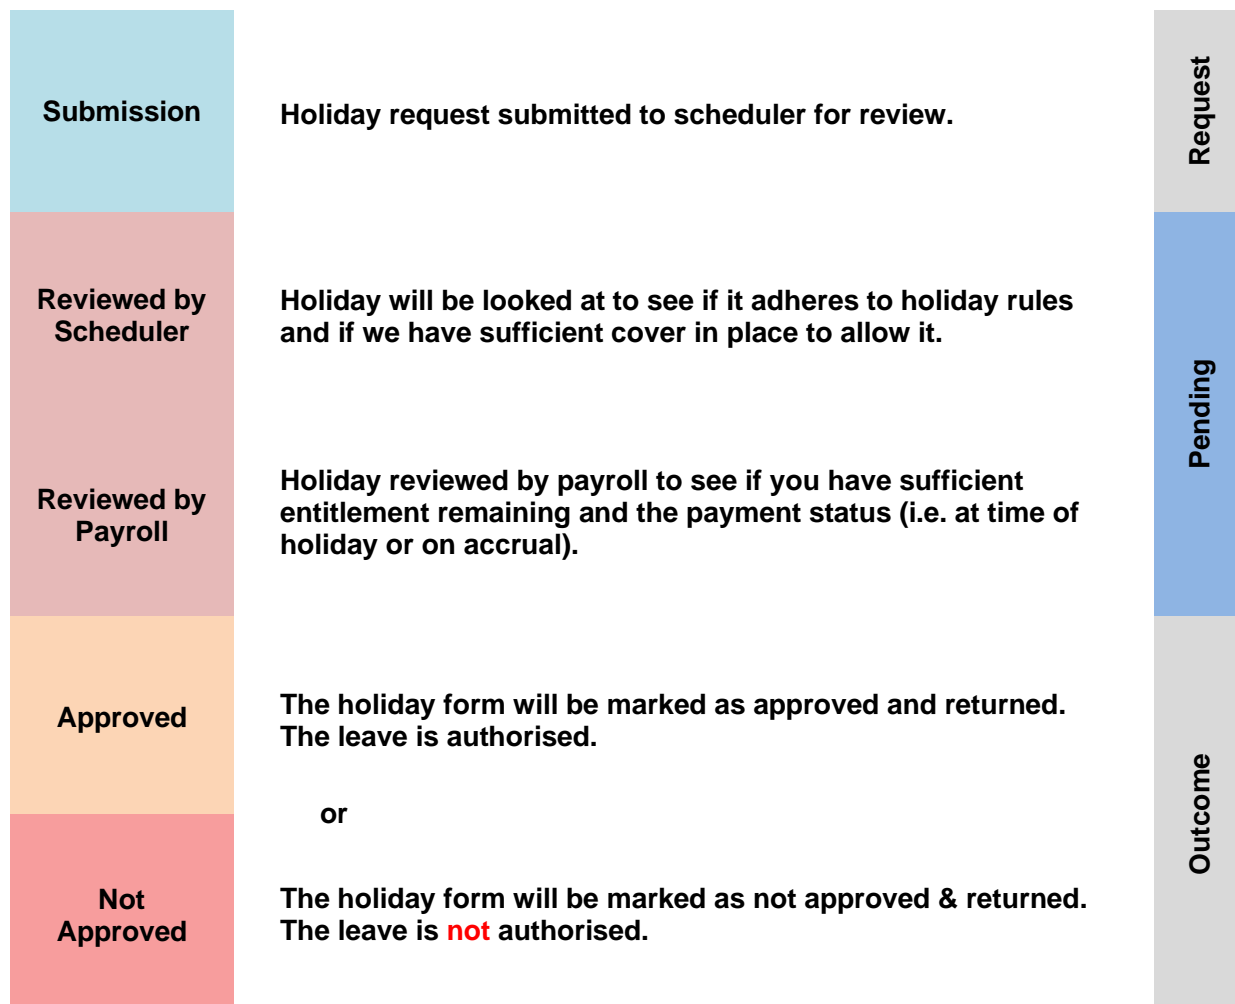 Submission
Holiday request submitted to scheduler for review.
Request
Reviewed by
Scheduler
Holiday will be looked at to see if it adheres to holiday rules
and if we have sufficient cover in place to allow it.
Pending
Reviewed by
Payroll
Holiday reviewed by payroll to see if you have sufficient
entitlement remaining and the payment status (i.e. at time of
holiday or on accrual).
Approved
The holiday form will be marked as approved and returned.
The leave is authorised.
or
Outcome
Not
Approved
The holiday form will be marked as not approved & returned.
The leave is not authorised.